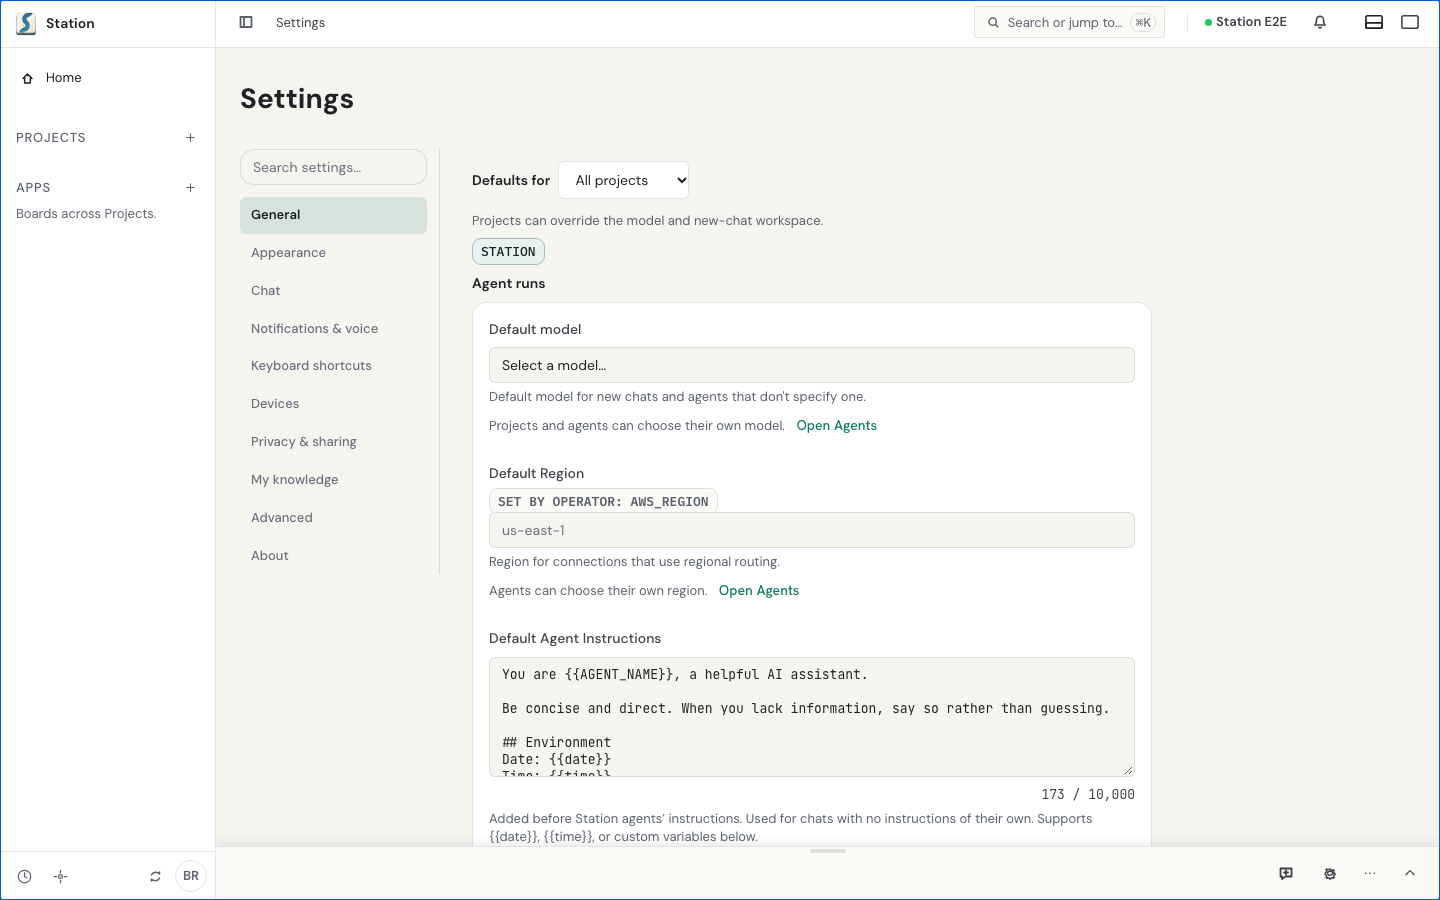 Station
Settings
Search or jump to... ⌘K
Station E2E
Home
PROJECTS +
APPS +
Boards across Projects.
Settings
Search settings...
General
Appearance
Chat
Notifications & voice
Keyboard shortcuts
Devices
Privacy & sharing
My knowledge
Advanced
About
Defaults for All projects
Projects can override the model and new-chat workspace.
STATION
Agent runs
Default model
Select a model...
Default model for new chats and agents that don't specify one.
Projects and agents can choose their own model. Open Agents
Default Region
SET BY OPERATOR: AWS_REGION
us-east-1
Region for connections that use regional routing.
Agents can choose their own region. Open Agents
Default Agent Instructions
You are {{AGENT_NAME}}, a helpful AI assistant.
Be concise and direct. When you lack information, say so rather than guessing.
## Environment
Date: {{date}}
Time: {{time}}
173 / 10,000
Added before Station agents' instructions. Used for chats with no instructions of their own. Supports
{{date}}, {{time}}, or custom variables below.
BR